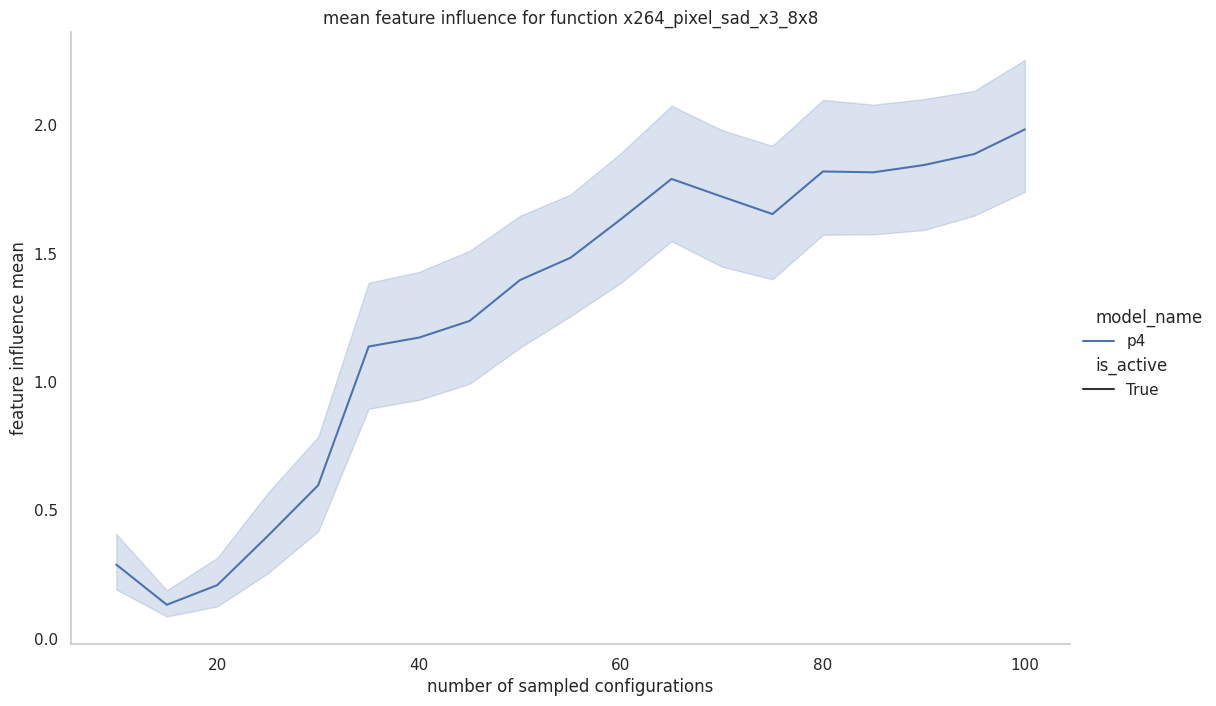 mean feature influence for function x264_pixel_sad_x3_8x8
feature influence mean
2.0
1.5
1.0
0.5
0.0
20
40
60
80
100
number of sampled configurations
model_name
p4
is_active
True